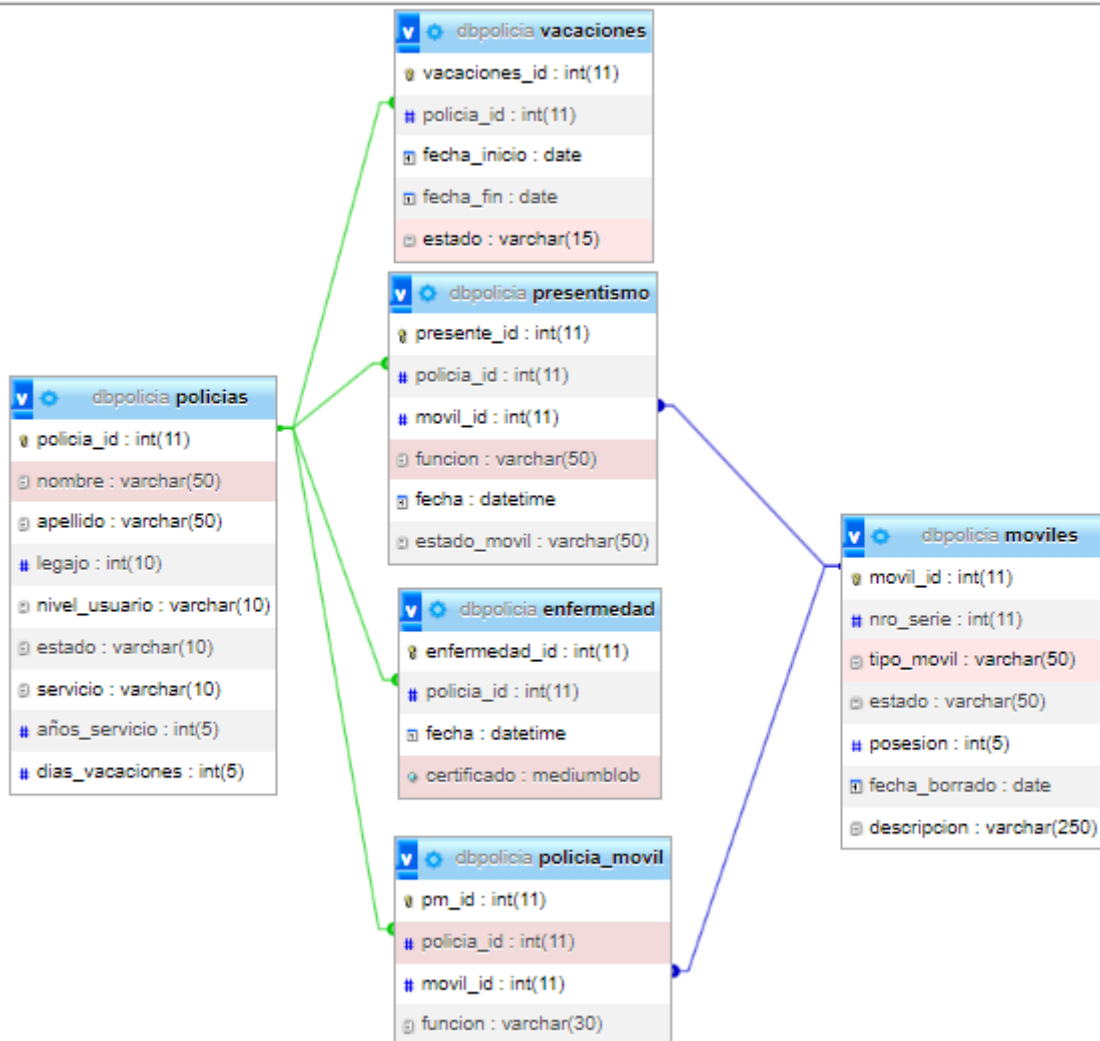 dbpolicia vacaciones
vacaciones_id : int(11)
policia_id : int(11)
fecha_inicio : date
fecha_fin : date
estado : varchar(15)
dbpolicia presentismo
presente_id : int(11)
policia_id : int(11)
movil_id : int(11)
funcion : varchar(50)
fecha : datetime
estado_movil : varchar(50)
dbpolicia policias
policia_id : int(11)
nombre : varchar(50)
apellido : varchar(50)
legajo : int(10)
nivel_usuario : varchar(10)
estado : varchar(10)
servicio : varchar(10)
años_servicio : int(5)
dias_vacaciones : int(5)
dbpolicia enfermedad
enfermedad_id : int(11)
policia_id : int(11)
fecha : datetime
certificado : mediumblob
dbpolicia moviles
movil_id : int(11)
nro_serie : int(11)
tipo_movil : varchar(50)
estado : varchar(50)
posesion : int(5)
fecha_borrado : date
descripcion : varchar(250)
dbpolicia policia_movil
pm_id : int(11)
policia_id : int(11)
movil_id : int(11)
funcion : varchar(30)